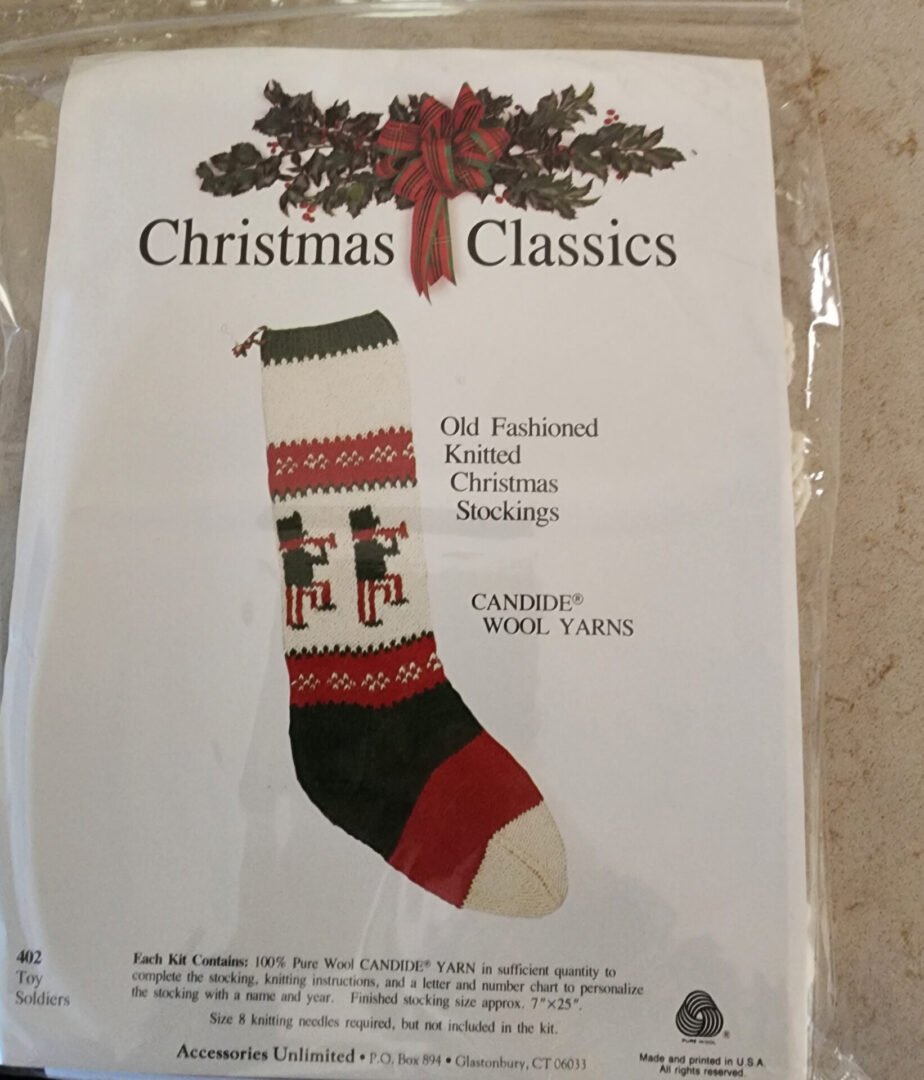 Christmas Classics
Old Fashioned
Knitted
Christmas
Stockings
CANDIDE®
WOOL YARNS
402
Toy
Soldiers
Each Kit Contains: 100% Pure Wool CANDIDE® YARN in sufficient quantity to
complete the stocking, knitting instructions, and a letter and number chart to personalize
the stocking with a name and year. Finished stocking size approx. 7"×25".
Size 8 knitting needles required, but not included in the kit.
Accessories Unlimited • P.O. Box 894 • Glastonbury, CT 06033
®
PURE WOOL
Made and printed in U.S.A.
All rights reserved.